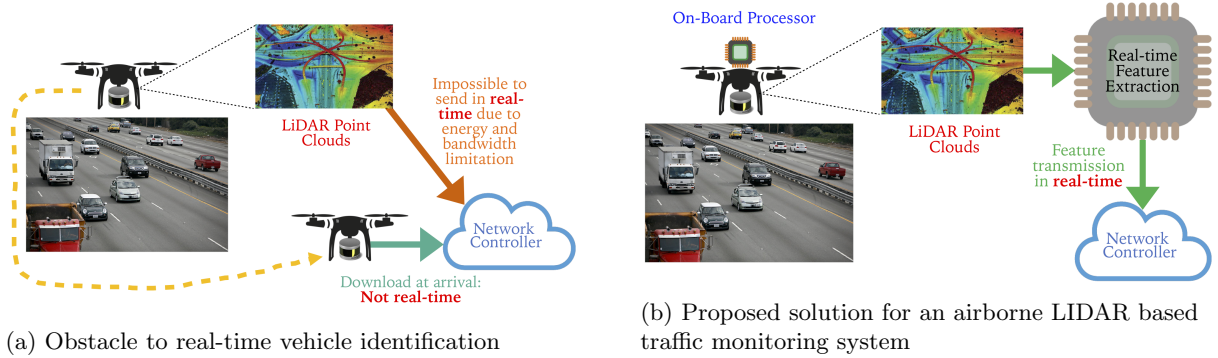 Impossible to
send in real-
time due to
energy and
bandwidth
limitation
LiDAR Point
Clouds
Network
Controller
Download at arrival:
Not real-time
(a) Obstacle to real-time vehicle identification
On-Board Processor
Real-time
Feature
Extraction
LiDAR Point
Clouds
Feature
transmission
in real-time
Network
Controller
(b) Proposed solution for an airborne LIDAR based
traffic monitoring system